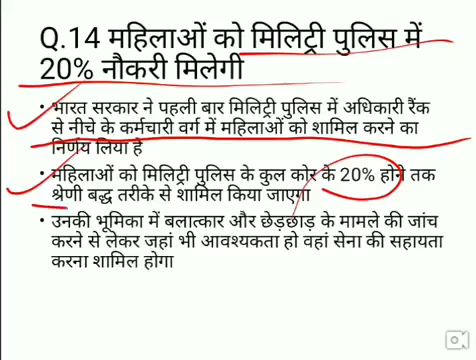 Q.14 महिलाओं को मिलिट्री पुलिस में
20% नौकरी मिलेगी
• भारत सरकार ने पहली बार मिलिट्री पुलिस में अधिकारी रैंक
से नीचे के कर्मचारी वर्ग में महिलाओं को शामिल करने का
निर्णय लिया है
• महिलाओं को मिलिट्री पुलिस के कुल कोर के 20% होने तक
श्रेणी बद्ध तरीके से शामिल किया जाएगा
• उनकी भूमिका में बलात्कार और छेड़छाड़ के मामले की जांच
करने से लेकर जहां भी आवश्यकता हो वहां सेना की सहायता
करना शामिल होगा